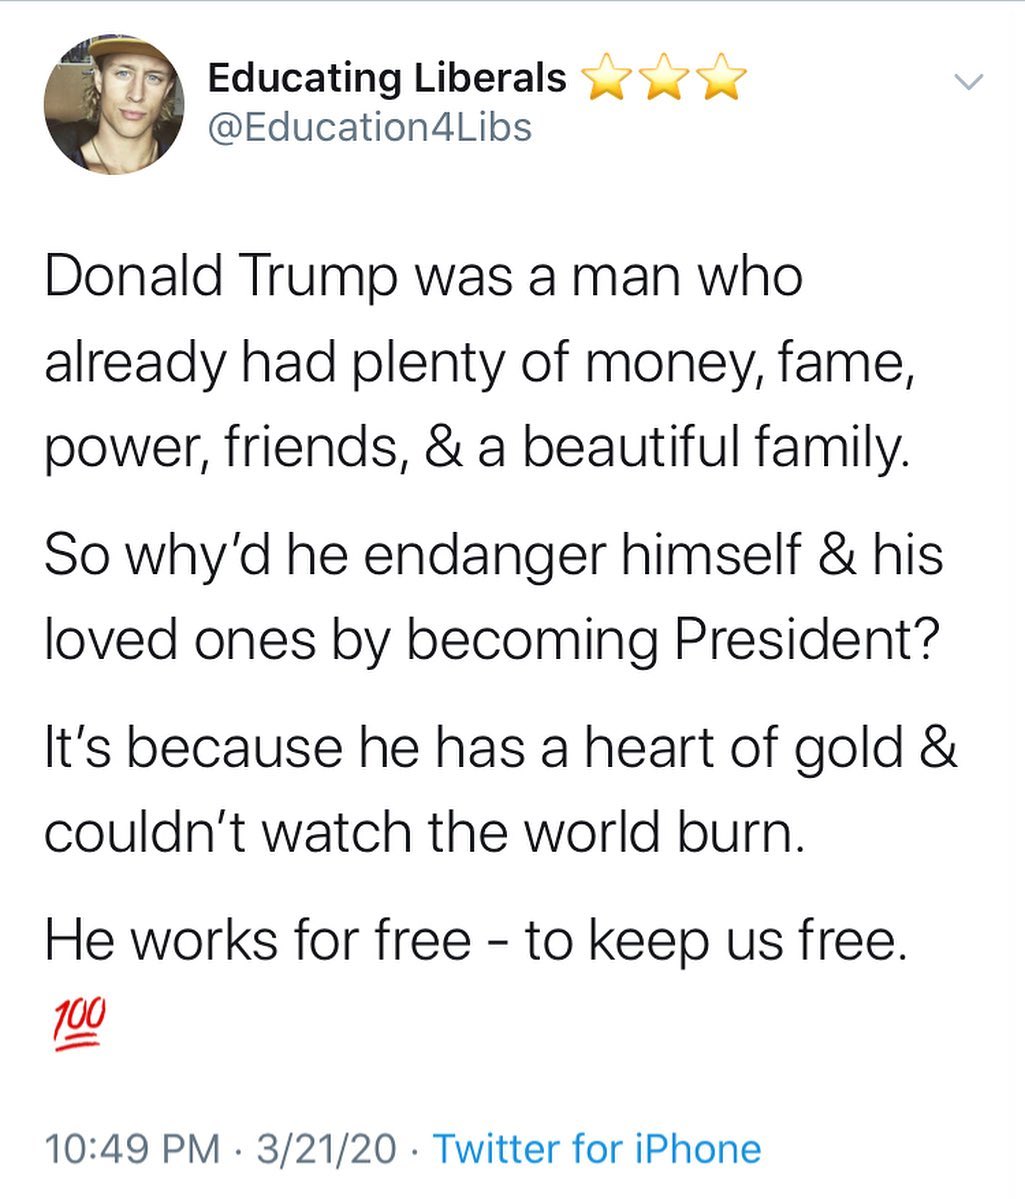 Educating Liberals ⭐⭐⭐
@Education4Libs
Donald Trump was a man who
already had plenty of money, fame,
power, friends, & a beautiful family.
So why’d he endanger himself & his
loved ones by becoming President?
It’s because he has a heart of gold &
couldn’t watch the world burn.
He works for free - to keep us free.
💯
10:49 PM · 3/21/20 · Twitter for iPhone